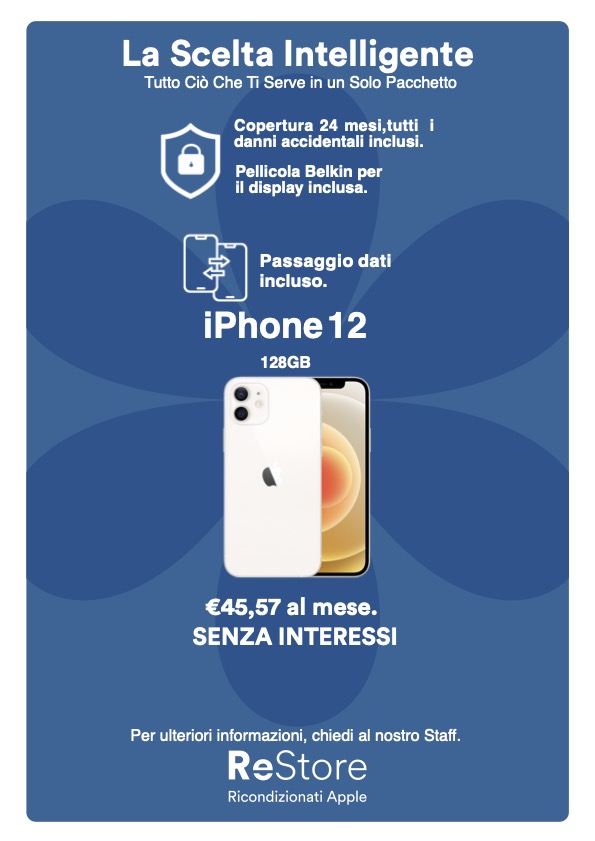 La Scelta Intelligente
Tutto Ciò Che Ti Serve in un Solo Pacchetto
Copertura 24 mesi,tutti i
danni accidentali inclusi.
Pellicola Belkin per
il display inclusa.
Passaggio dati
incluso.
iPhone 12
128GB
€45,57 al mese.
SENZA INTERESSI
Per ulteriori informazioni, chiedi al nostro Staff.
ReStore
Ricondizionati Apple